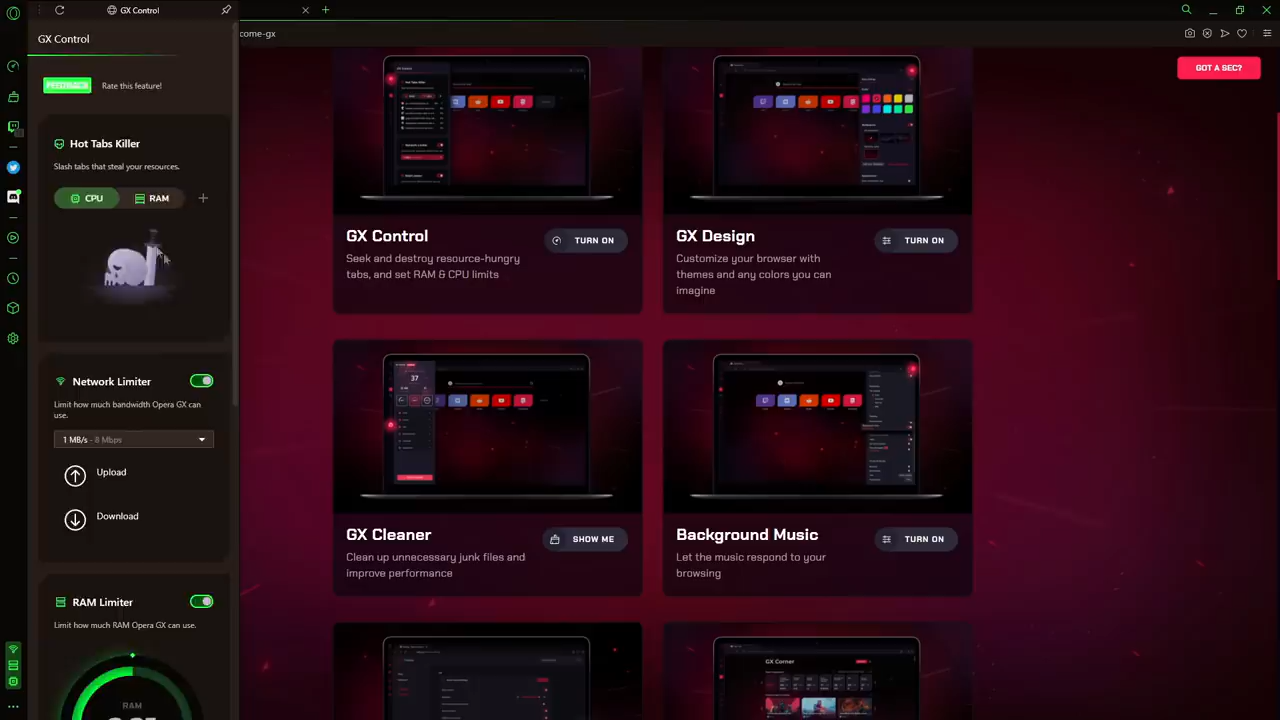 GX Control
come-gx
GX Control
FEEDBACK
Rate this feature!
Hot Tabs Killer
Slash tabs that steal your resources.
CPU
RAM
Network Limiter
Limit how much bandwidth Opera GX can
use.
1 MB/s - 8 Mbps
Upload
Download
RAM Limiter
Limit how much RAM Opera GX can use.
RAM
GOT A SEC?
GX Control
TURN ON
Seek and destroy resource-hungry
tabs, and set RAM & CPU limits
GX Design
TURN ON
Customize your browser with
themes and any colors you can
imagine
37
GX Cleaner
SHOW ME
Clean up unnecessary junk files and
improve performance
Background Music
TURN ON
Let the music respond to your
browsing
GX Corner